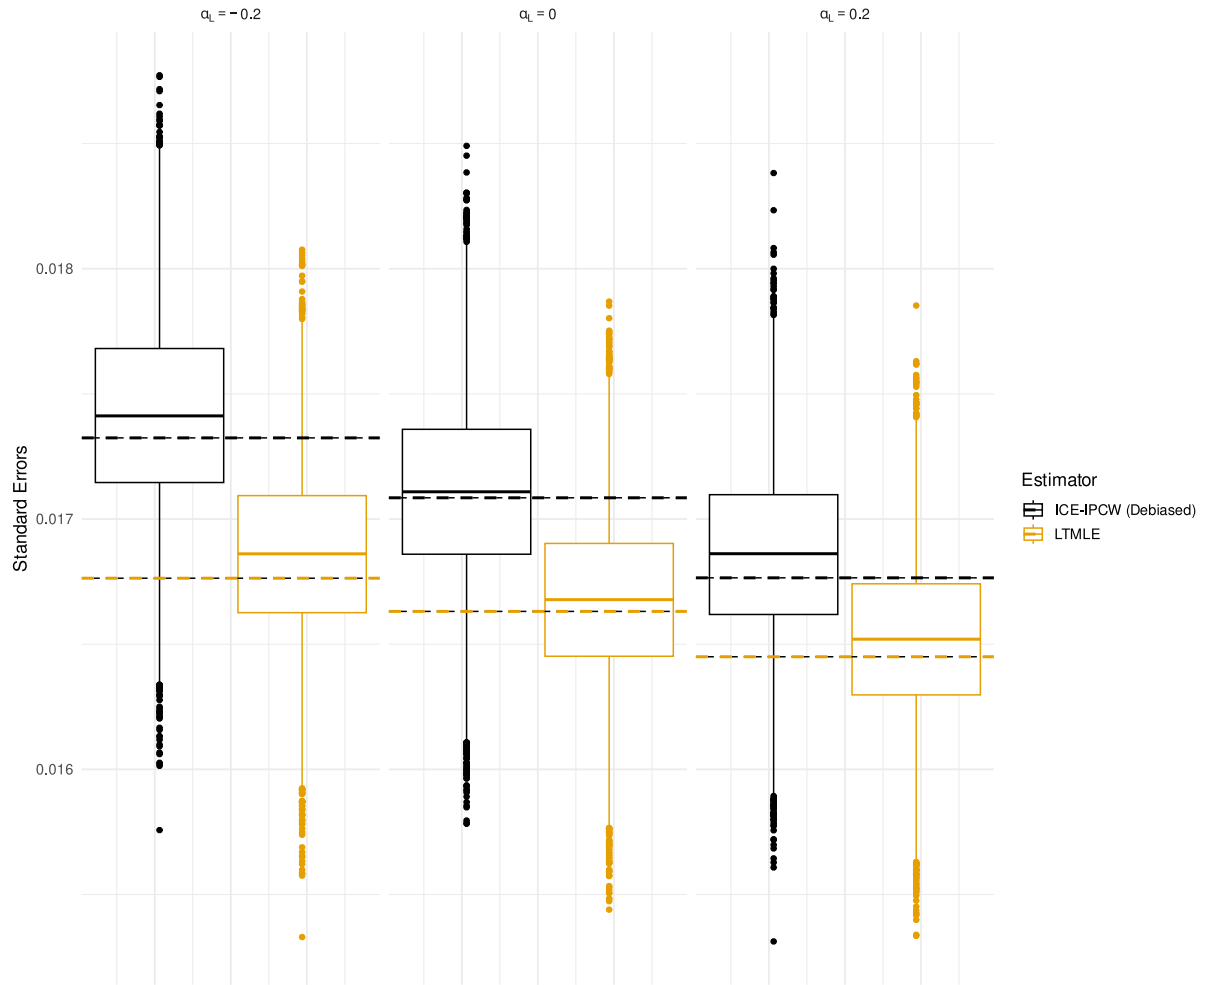 α_L = −0.2
α_L = 0
α_L = 0.2
Standard Errors
0.018
0.017
0.016
Estimator
ICE-IPCW (Debiased)
LTMLE